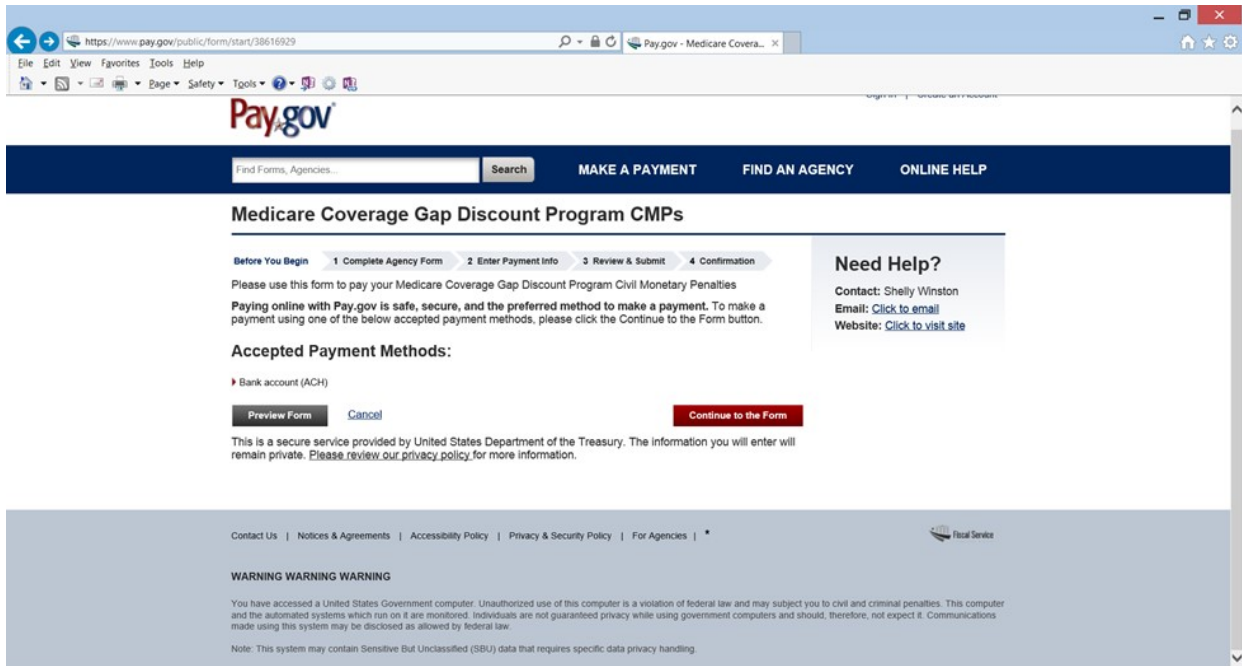 https://www.pay.gov/public/form/start/38616929
Pay.gov - Medicare Covera...
File Edit View Favorites Tools Help
Page Safety Tools
Sign In | Create an Account
Pay.gov
Find Forms, Agencies...
Search
MAKE A PAYMENT
FIND AN AGENCY
ONLINE HELP
Medicare Coverage Gap Discount Program CMPs
Before You Begin
1 Complete Agency Form
2 Enter Payment Info
3 Review & Submit
4 Confirmation
Please use this form to pay your Medicare Coverage Gap Discount Program Civil Monetary Penalties
Paying online with Pay.gov is safe, secure, and the preferred method to make a payment. To make a
payment using one of the below accepted payment methods, please click the Continue to the Form button.
Accepted Payment Methods:
Bank account (ACH)
Preview Form
Cancel
Continue to the Form
This is a secure service provided by United States Department of the Treasury. The information you will enter will
remain private. Please review our privacy policy for more information.
Need Help?
Contact: Shelly Winston
Email: Click to email
Website: Click to visit site
Contact Us | Notices & Agreements | Accessibility Policy | Privacy & Security Policy | For Agencies | *
Fiscal Service
WARNING WARNING WARNING
You have accessed a United States Government computer. Unauthorized use of this computer is a violation of federal law and may subject you to civil and criminal penalties. This computer
and the automated systems which run on it are monitored. Individuals are not guaranteed privacy while using government computers and should, therefore, not expect it. Communications
made using this system may be disclosed as allowed by federal law.
Note: This system may contain Sensitive But Unclassified (SBU) data that requires specific data privacy handling.